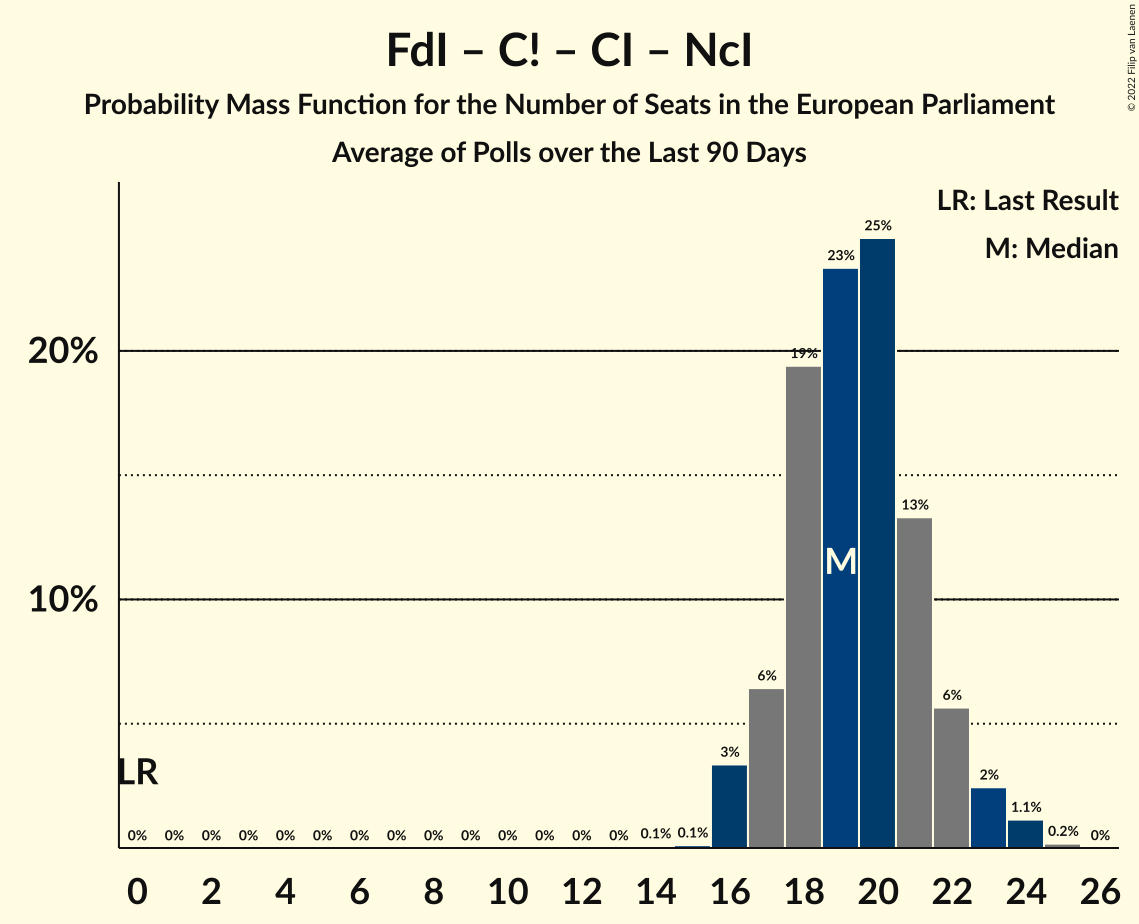 FdI – C! – CI – NcI
Probability Mass Function for the Number of Seats in the European Parliament
Average of Polls over the Last 90 Days
© 2022 Filip van Laenen
LR: Last Result
M: Median
25%
23%
20%
19%
13%
M
10%
6%
6%
3%
2%
LR
1.1%
0% 0% 0% 0% 0% 0% 0% 0% 0% 0% 0% 0% 0% 0% 0.1% 0.1% 0.2% 0%
0 2 4 6 8 10 12 14 16 18 20 22 24 26